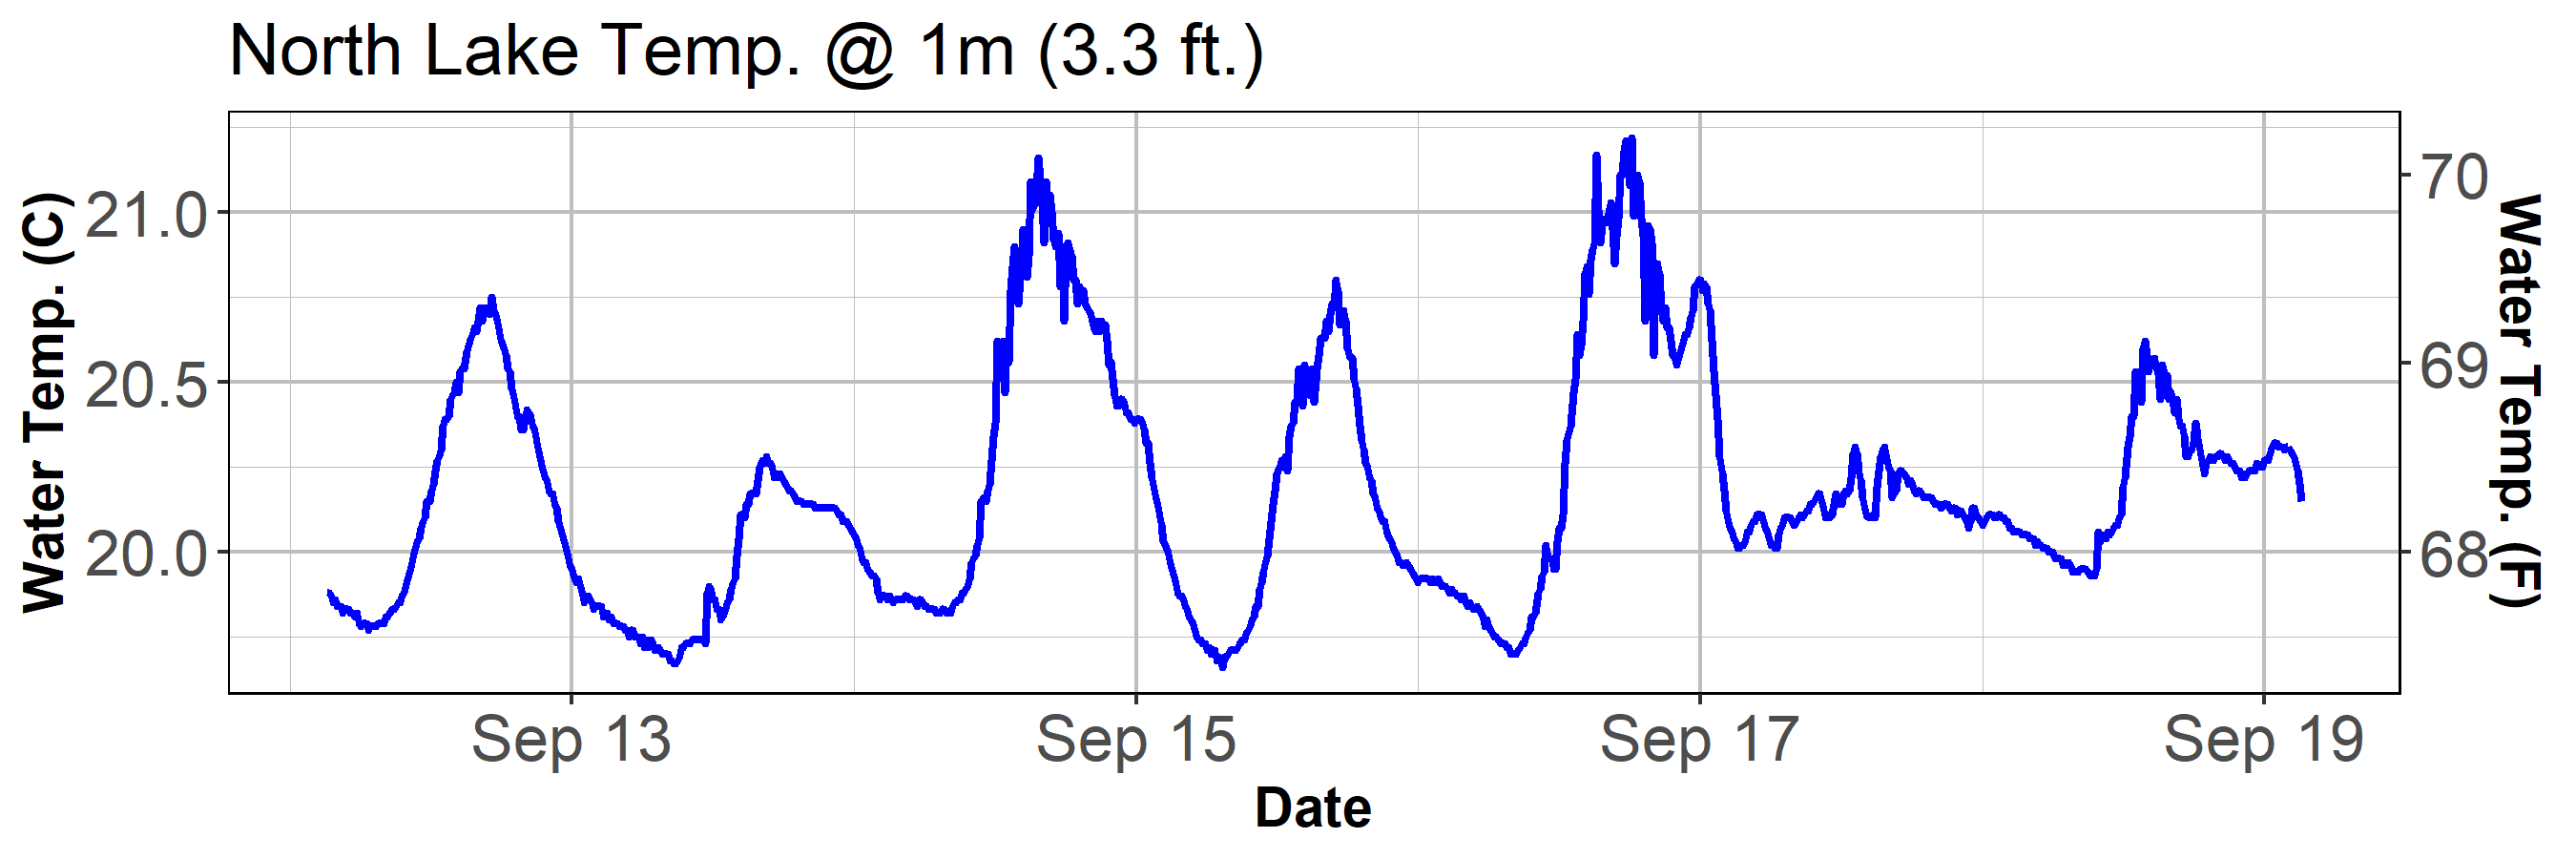 North Lake Temp. @ 1m (3.3 ft.)
Water Temp. (C)
21.0
20.5
20.0
70
69
68
Water Temp. (F)
Sep 13
Sep 15
Sep 17
Sep 19
Date